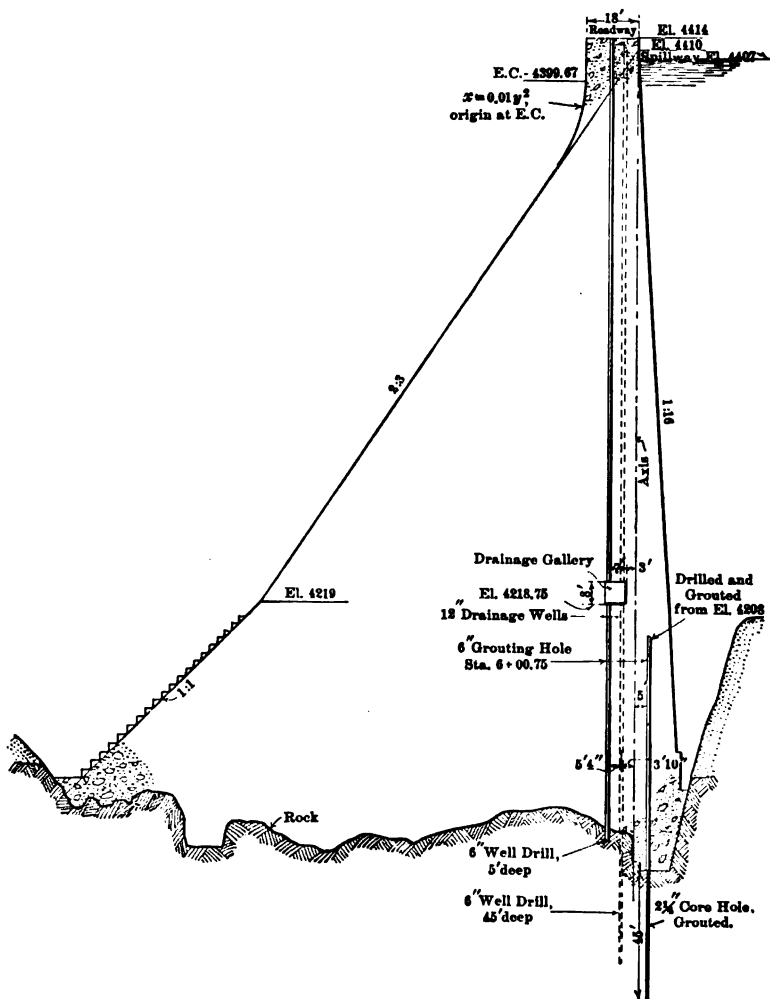 18'
Roadway
El. 4414
El. 4410
Spillway El. 4407
E.C.- 4399.67
x=0.01y²,
origin at E.C.
2:3
1:16
Axis
Drainage Gallery
3'
8'
Drilled and
Grouted
from El. 4208
El. 4219
El. 4218.75
12" Drainage Wells
6" Grouting Hole
Sta. 6+00.75
5
1:1
5'4"
3'10
Rock
6" Well Drill,
5' deep
6" Well Drill,
45' deep
Core Hole,
Grouted.
45'